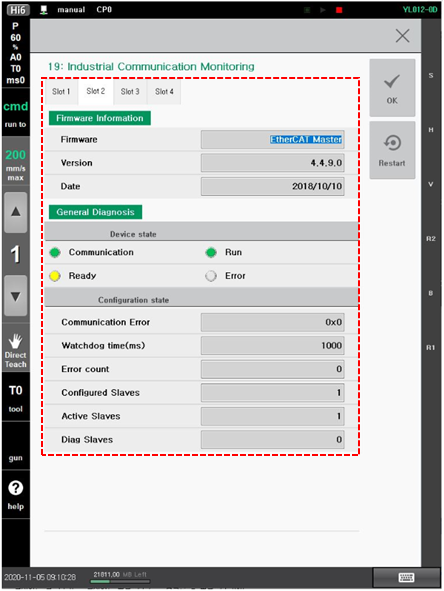 Hi6 manual CP0 YL012-0D
P
60
%
A0
T0
ms0
cmd
run to
200
mm/s
max
1
Direct
Teach
T0
tool
gun
help
19: Industrial Communication Monitoring
Slot 1 Slot 2 Slot 3 Slot 4
Firmware Information
Firmware EtherCAT Master
Version 4.4.9.0
Date 2018/10/10
General Diagnosis
Device state
Communication Run
Ready Error
Configuration state
Communication Error 0x0
Watchdog time(ms) 1000
Error count 0
Configured Slaves 1
Active Slaves 1
Diag Slaves 0
OK
Restart
S
H
V
R2
B
R1
2020-11-05 09:10:28 21811.00 MB Left